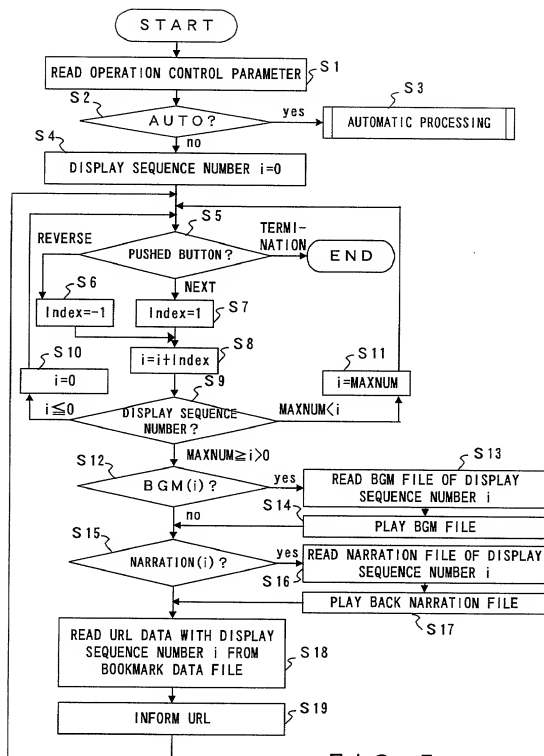 START
READ OPERATION CONTROL PARAMETER
S1
S2
AUTO?
yes
S3
AUTOMATIC PROCESSING
no
S4
DISPLAY SEQUENCE NUMBER i=0
S5
PUSHED BUTTON?
REVERSE
TERMI-
NATION
END
NEXT
S6
Index=-1
Index=1
S7
i=i+Index
S8
S10
i=0
S11
i=MAXNUM
S9
DISPLAY SEQUENCE
NUMBER?
i≦0
MAXNUM<i
MAXNUM≧i>0
S12
BGM(i)?
yes
S13
READ BGM FILE OF DISPLAY
SEQUENCE NUMBER i
S14
PLAY BGM FILE
no
S15
NARRATION(i)?
yes
READ NARRATION FILE OF DISPLAY
SEQUENCE NUMBER i
S16
PLAY BACK NARRATION FILE
S17
READ URL DATA WITH DISPLAY
SEQUENCE NUMBER i FROM
BOOKMARK DATA FILE
S18
INFORM URL
S19